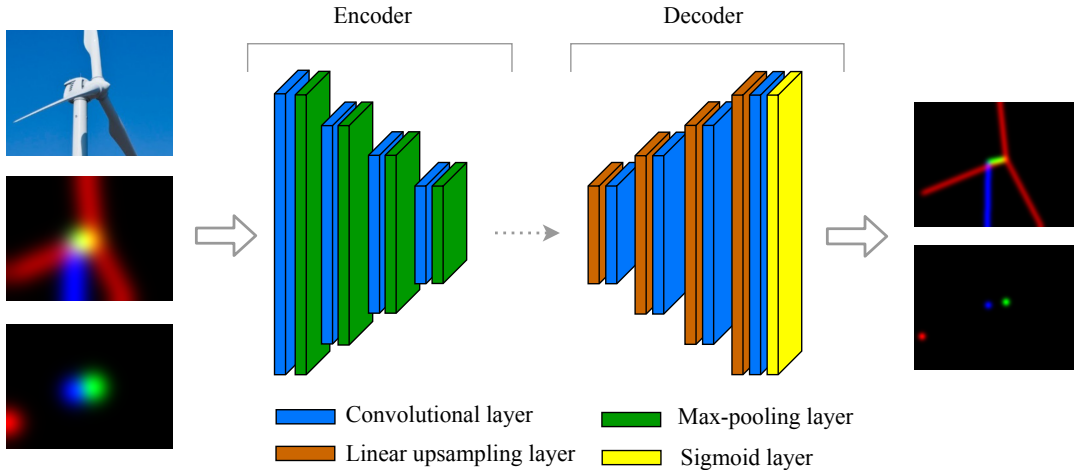 Encoder
Decoder
Convolutional layer
Max-pooling layer
Linear upsampling layer
Sigmoid layer